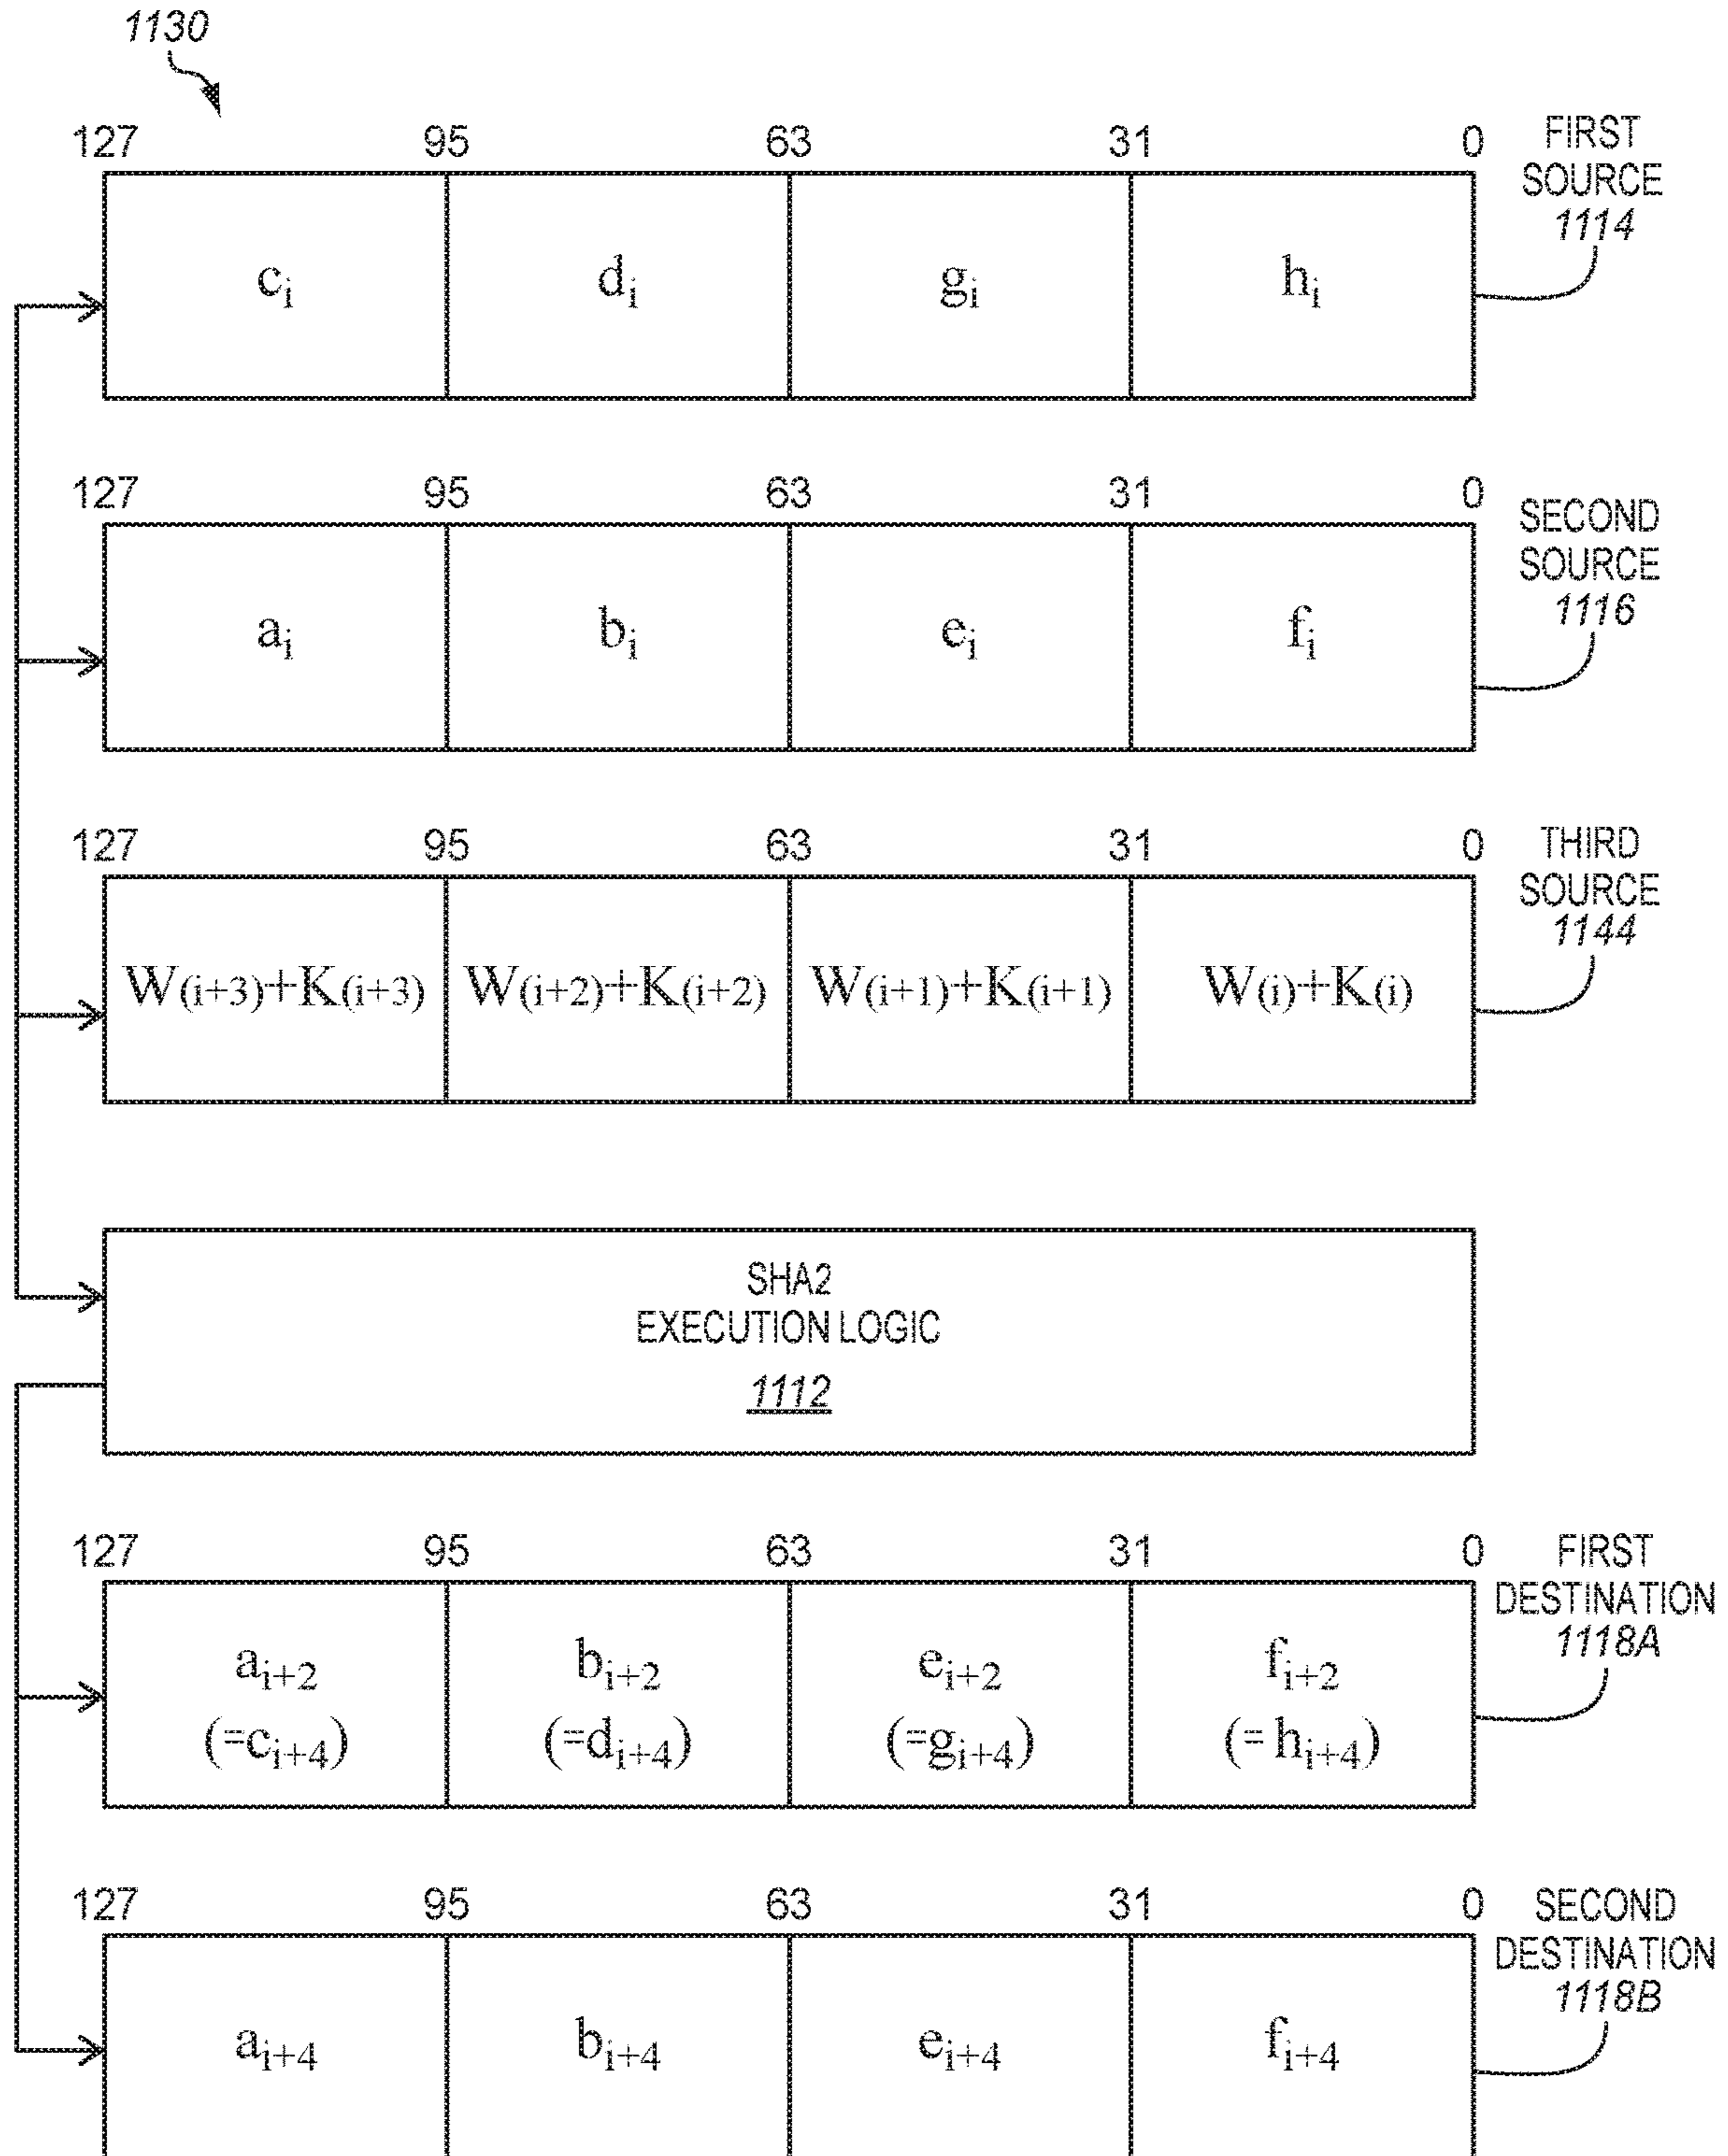 1130
127 95 63 31 0 FIRST
SOURCE
1114
cᵢ dᵢ gᵢ hᵢ
127 95 63 31 0 SECOND
SOURCE
1116
aᵢ bᵢ eᵢ fᵢ
127 95 63 31 0 THIRD
SOURCE
1144
W(i+3)+K(i+3) W(i+2)+K(i+2) W(i+1)+K(i+1) W(i)+K(i)
SHA2
EXECUTION LOGIC
1112
127 95 63 31 0 FIRST
DESTINATION
1118A
aᵢ₊₂ bᵢ₊₂ eᵢ₊₂ fᵢ₊₂
(=cᵢ₊₄) (=dᵢ₊₄) (=gᵢ₊₄) (= hᵢ₊₄)
127 95 63 31 0 SECOND
DESTINATION
1118B
aᵢ₊₄ bᵢ₊₄ eᵢ₊₄ fᵢ₊₄